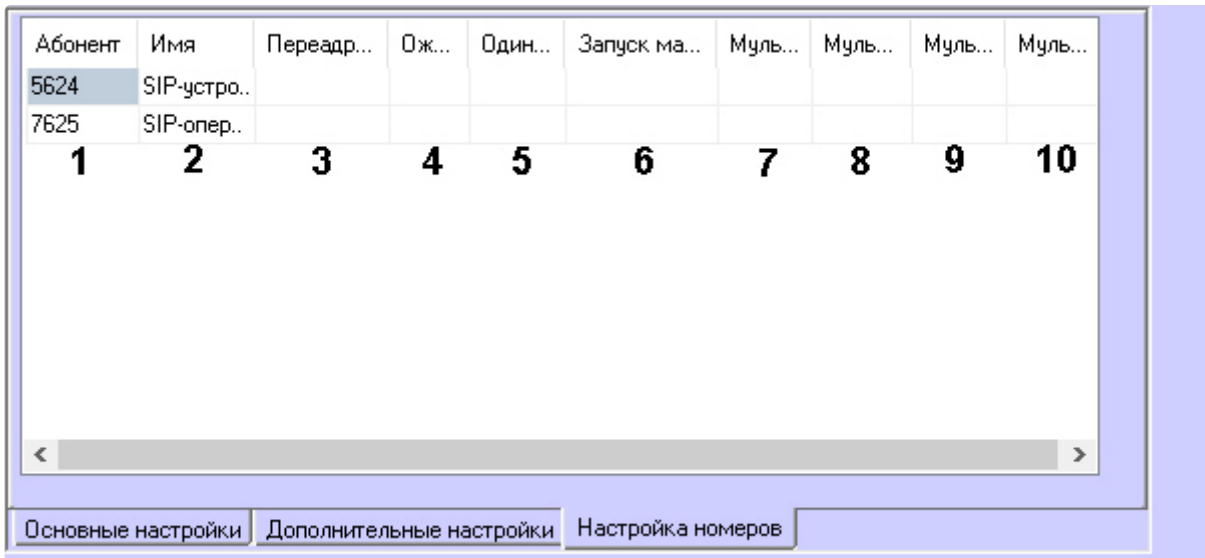 Абонент Имя Переадр... Ож... Один... Запуск ма... Муль... Муль... Муль... Муль...
5624 SIP-устро..
7625 SIP-опер..
1 2 3 4 5 6 7 8 9 10
Основные настройки Дополнительные настройки Настройка номеров